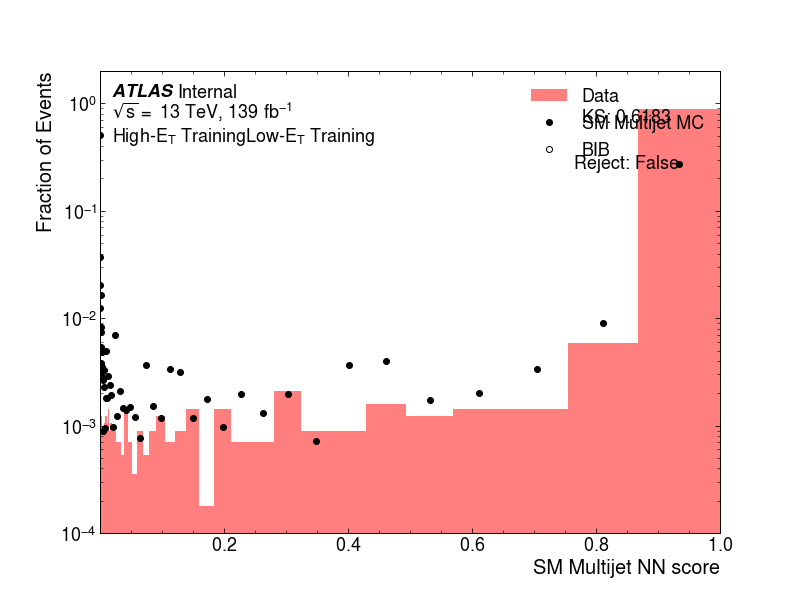 ATLAS Internal
√s = 13 TeV, 139 fb⁻¹
High-E_T TrainingLow-E_T Training
Data
KS: 0.6183
SM Multijet MC
BIB
Reject: False
Fraction of Events
10⁰
10⁻¹
10⁻²
10⁻³
10⁻⁴
0.2 0.4 0.6 0.8 1.0
SM Multijet NN score